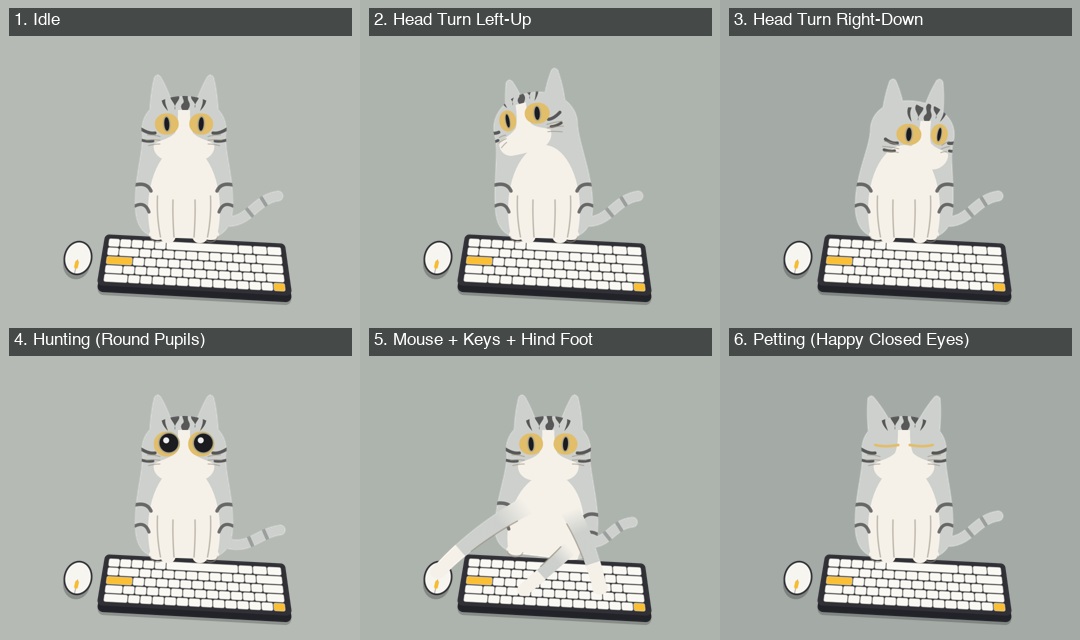 1. Idle
2. Head Turn Left-Up
3. Head Turn Right-Down
4. Hunting (Round Pupils)
5. Mouse + Keys + Hind Foot
6. Petting (Happy Closed Eyes)